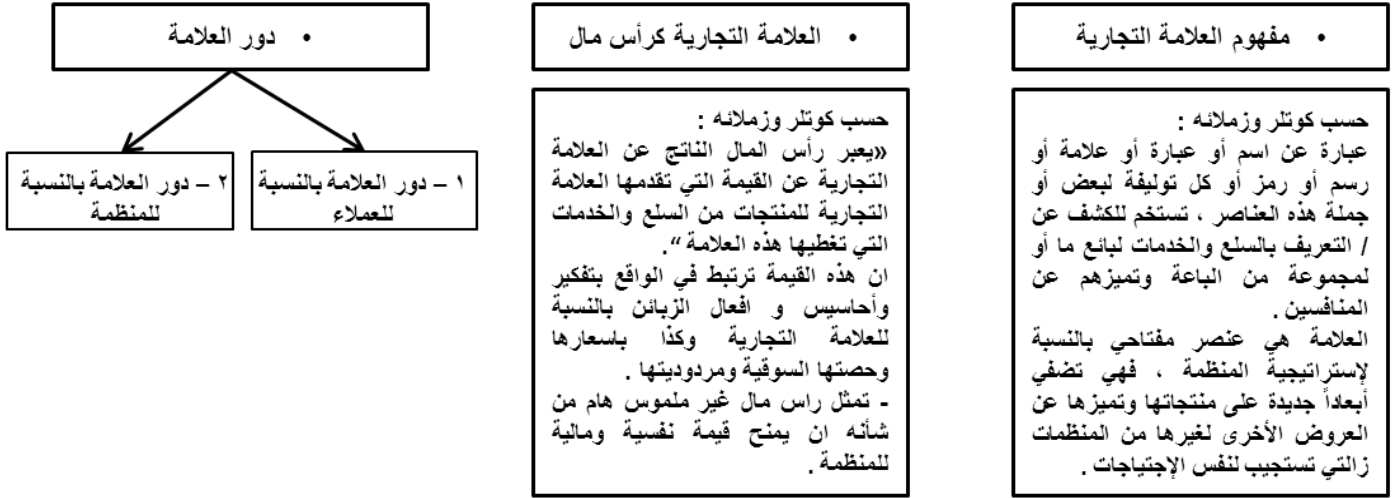 • مفهوم العلامة التجارية
حسب كوتلر وزملائه :
عبارة عن اسم أو عبارة أو علامة أو
رسم أو رمز أو كل توليفة لبعض أو
جملة هذه العناصر ، تستخم للكشف عن
/ التعريف بالسلع والخدمات لبائع ما أو
لمجموعة من الباعة وتميزهم عن
المنافسين .
العلامة هي عنصر مفتاحي بالنسبة
لإستراتيجية المنظمة ، فهي تضفي
أبعاداً جديدة على منتجاتها وتميزها عن
العروض الأخرى لغيرها من المنظمات
زالتي تستجيب لنفس الإجتياجات .
• العلامة التجارية كرأس مال
حسب كوتلر وزملائه :
«يعبر رأس المال الناتج عن العلامة
التجارية عن القيمة التي تقدمها العلامة
التجارية للمنتجات من السلع والخدمات
التي تغطيها هذه العلامة “.
ان هذه القيمة ترتبط في الواقع بتفكير
وأحاسيس و افعال الزبائن بالنسبة
للعلامة التجارية وكذا باسعارها
وحصتها السوقية ومردوديتها .
- تمثل راس مال غير ملموس هام من
شأنه ان يمنح قيمة نفسية ومالية
للمنظمة .
• دور العلامة
١ – دور العلامة بالنسبة
للعملاء
٢ – دور العلامة بالنسبة
للمنظمة